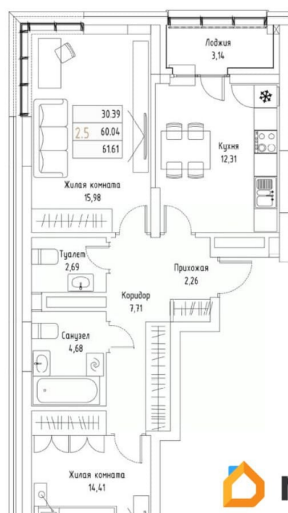 Лоджия
3,14
30.39
2.5 60.04
61.61
Кухня
12,31
Жилая комната
15,98
Туалет
2,69
Прихожая
2,26
Коридор
7,71
Санузел
4,68
Жилая комната
14,41